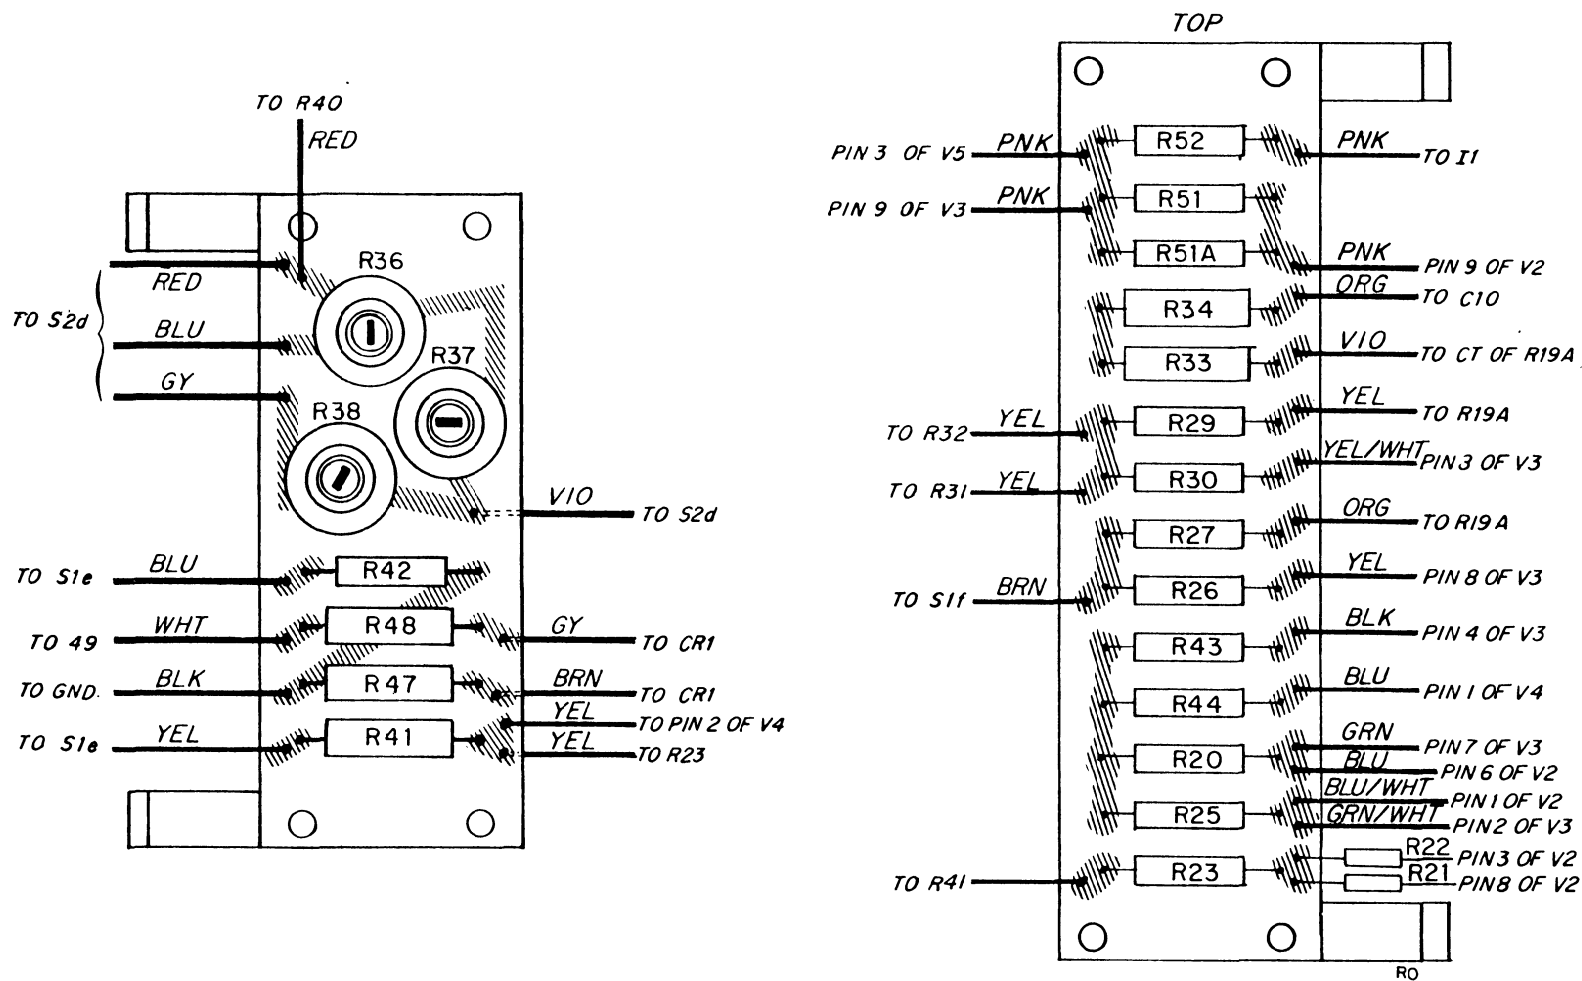 TO R40
RED
R36
RED
TO S2d
BLU
R37
GY
R38
VIO
TO S2d
TO S1e
BLU
R42
TO 49
WHT
R48
GY
TO CR1
TO GND.
BLK
R47
BRN
TO CR1
YEL
TO PIN 2 OF V4
TO S1e
YEL
R41
YEL
TO R23
TOP
PIN 3 OF V5
PNK
R52
PNK
TO I1
PIN 9 OF V3
PNK
R51
R51A
PNK
PIN 9 OF V2
R34
ORG
TO C10
R33
VIO
TO CT OF R19A
TO R32
YEL
R29
YEL
TO R19A
TO R31
YEL
R30
YEL/WHT
PIN 3 OF V3
R27
ORG
TO R19A
TO S1f
BRN
R26
YEL
PIN 8 OF V3
R43
BLK
PIN 4 OF V3
R44
BLU
PIN 1 OF V4
R20
GRN
PIN 7 OF V3
BLU
PIN 6 OF V2
R25
BLU/WHT
PIN 1 OF V2
GRN/WHT
PIN 2 OF V3
TO R41
R23
R22
PIN 3 OF V2
R21
PIN 8 OF V2
RO